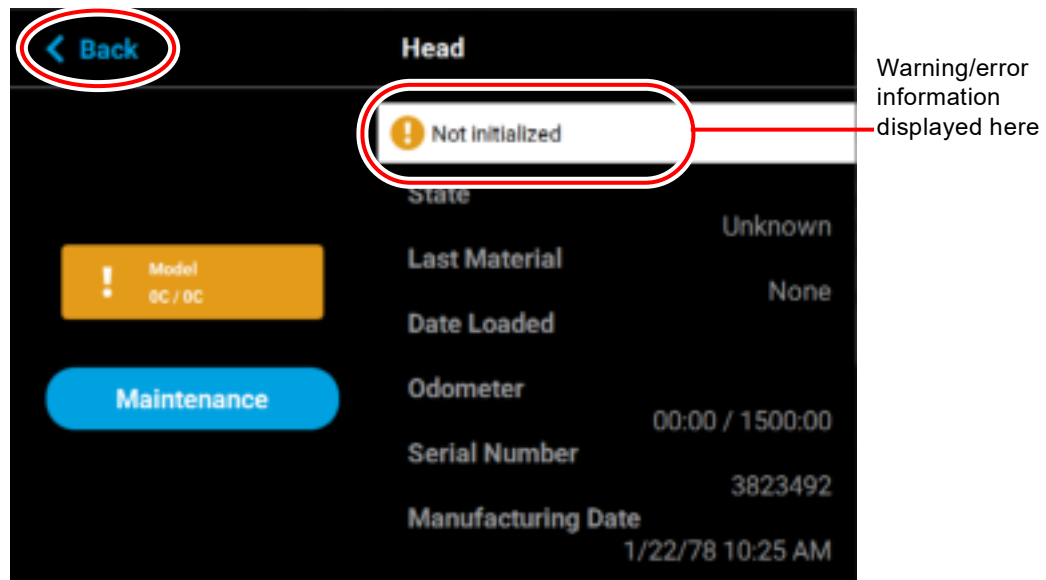 Back
Head
Warning/error
information
displayed here
Not initialized
State
Unknown
Last Material
None
Date Loaded
Odometer
00:00 / 1500:00
Serial Number
3823492
Manufacturing Date
1/22/78 10:25 AM
Model
0C / 0C
Maintenance